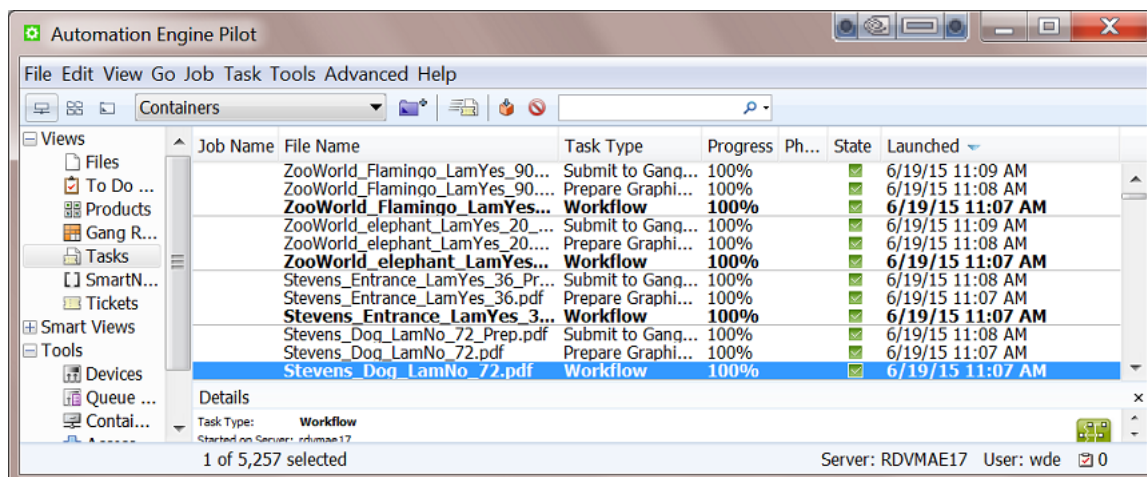 Automation Engine Pilot
File Edit View Go Job Task Tools Advanced Help
Containers
Views
Files
To Do ...
Products
Gang R...
Tasks
SmartN...
Tickets
Smart Views
Tools
Devices
Queue ...
Contai...
Job Name File Name Task Type Progress Ph... State Launched
ZooWorld_Flamingo_LamYes_90... Submit to Gang... 100% 6/19/15 11:09 AM
ZooWorld_Flamingo_LamYes_90.... Prepare Graphi... 100% 6/19/15 11:08 AM
ZooWorld_Flamingo_LamYes... Workflow 100% 6/19/15 11:07 AM
ZooWorld_elephant_LamYes_20_... Submit to Gang... 100% 6/19/15 11:09 AM
ZooWorld_elephant_LamYes_20.... Prepare Graphi... 100% 6/19/15 11:08 AM
ZooWorld_elephant_LamYes... Workflow 100% 6/19/15 11:07 AM
Stevens_Entrance_LamYes_36_Pr... Submit to Gang... 100% 6/19/15 11:08 AM
Stevens_Entrance_LamYes_36.pdf Prepare Graphi... 100% 6/19/15 11:07 AM
Stevens_Entrance_LamYes_3... Workflow 100% 6/19/15 11:07 AM
Stevens_Dog_LamNo_72_Prep.pdf Submit to Gang... 100% 6/19/15 11:08 AM
Stevens_Dog_LamNo_72.pdf Prepare Graphi... 100% 6/19/15 11:07 AM
Stevens_Dog_LamNo_72.pdf Workflow 100% 6/19/15 11:07 AM
Details
Task Type: Workflow
Started on Server: rdvmae17
1 of 5,257 selected Server: RDVMAE17 User: wde 0